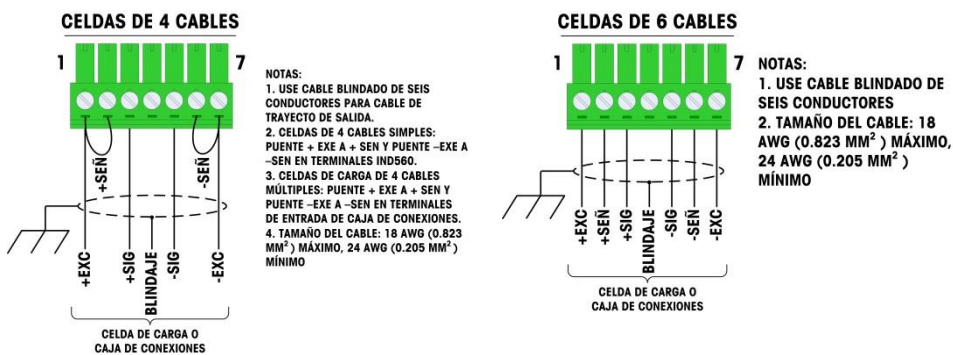 CELDAS DE 4 CABLES
1
7
+SEÑ
-SEÑ
+EXC
+SIG
BLINDAJE
-SIG
-EXC
CELDA DE CARGA O
CAJA DE CONEXIONES
NOTAS:
1. USE CABLE BLINDADO DE SEIS
CONDUCTORES PARA CABLE DE
TRAYECTO DE SALIDA.
2. CELDAS DE 4 CABLES SIMPLES:
PUENTE + EXE A + SEN Y PUENTE –EXE A
–SEN EN TERMINALES IND560.
3. CELDAS DE CARGA DE 4 CABLES
MÚLTIPLES: PUENTE + EXE A + SEN Y
PUENTE –EXE A –SEN EN TERMINALES
DE ENTRADA DE CAJA DE CONEXIONES.
4. TAMAÑO DEL CABLE: 18 AWG (0.823
MM² ) MÁXIMO, 24 AWG (0.205 MM² )
MÍNIMO
CELDAS DE 6 CABLES
1
7
+EXC
+SEÑ
+SIG
BLINDAJE
-SIG
-SEÑ
-EXC
CELDA DE CARGA O
CAJA DE CONEXIONES
NOTAS:
1. USE CABLE BLINDADO DE
SEIS CONDUCTORES
2. TAMAÑO DEL CABLE: 18
AWG (0.823 MM² ) MÁXIMO,
24 AWG (0.205 MM² )
MÍNIMO